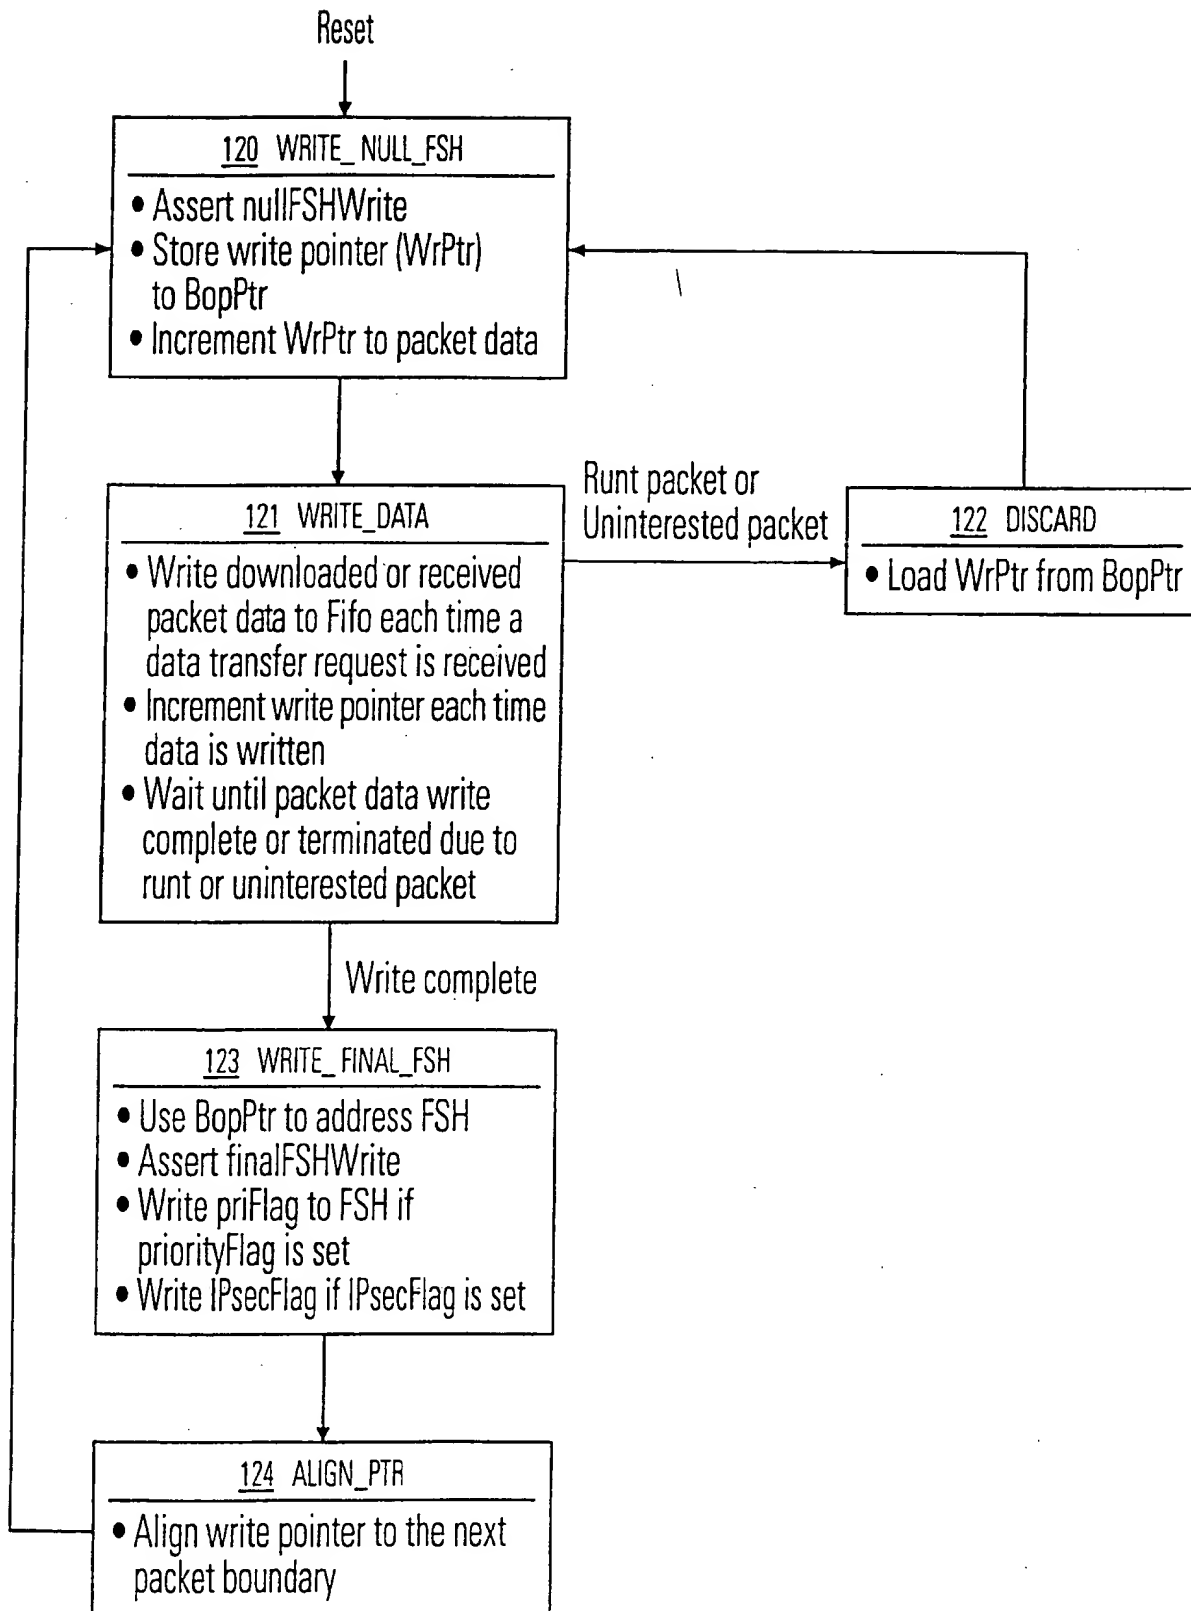 Reset
120 WRITE_NULL_FSH
• Assert nullFSHWrite
• Store write pointer (WrPtr)
to BopPtr
• Increment WrPtr to packet data
121 WRITE_DATA
• Write downloaded or received
packet data to Fifo each time a
data transfer request is received
• Increment write pointer each time
data is written
• Wait until packet data write
complete or terminated due to
runt or uninterested packet
Runt packet or
Uninterested packet
122 DISCARD
• Load WrPtr from BopPtr
Write complete
123 WRITE_FINAL_FSH
• Use BopPtr to address FSH
• Assert finalFSHWrite
• Write priFlag to FSH if
priorityFlag is set
• Write IPsecFlag if IPsecFlag is set
124 ALIGN_PTR
• Align write pointer to the next
packet boundary